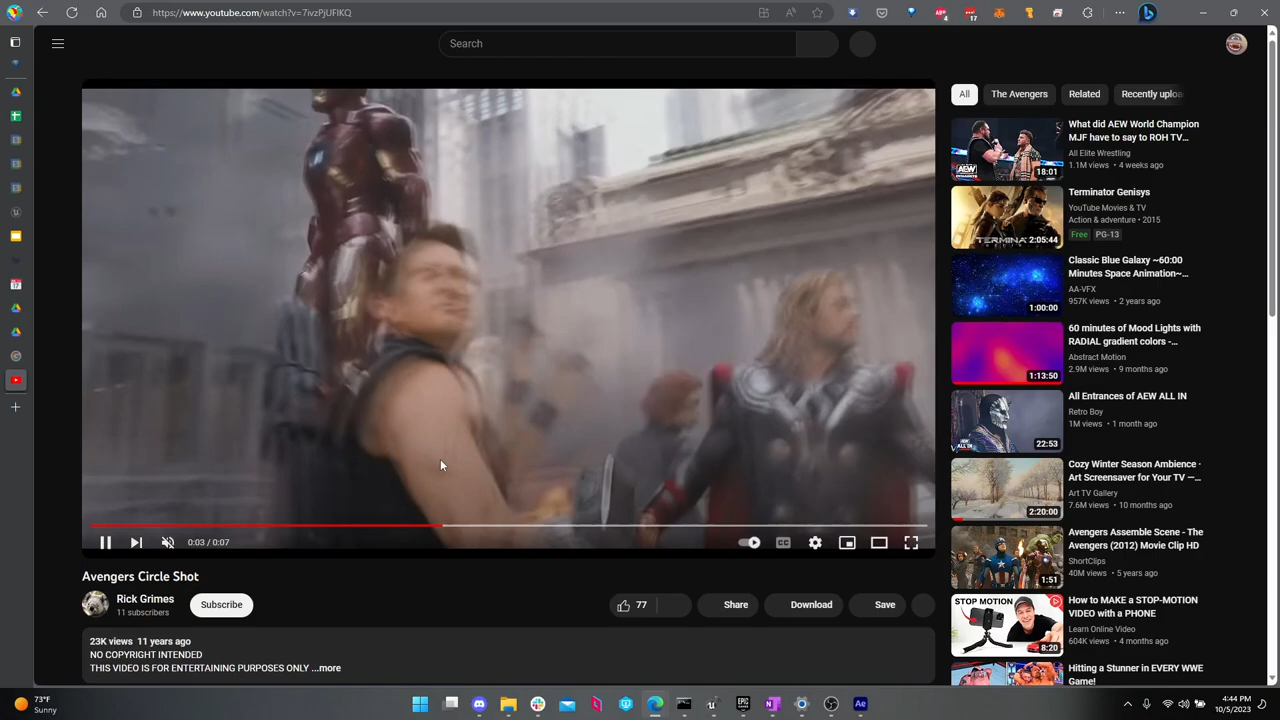 https://www.youtube.com/watch?v=7ivzPjUFIKQ
Search
0:03 / 0:07
Avengers Circle Shot
Rick Grimes
11 subscribers
Subscribe
77
Share
Download
Save
23K views 11 years ago
NO COPYRIGHT INTENDED
THIS VIDEO IS FOR ENTERTAINING PURPOSES ONLY ...more
All
The Avengers
Related
Recently uploa
What did AEW World Champion
MJF have to say to ROH TV...
All Elite Wrestling
1.1M views • 4 weeks ago
AEW
18:01
Terminator Genisys
YouTube Movies & TV
Action & adventure • 2015
Free PG-13
TERMINA
2:05:44
Classic Blue Galaxy ~60:00
Minutes Space Animation~...
AA-VFX
957K views • 2 years ago
1:00:00
60 minutes of Mood Lights with
RADIAL gradient colors -...
Abstract Motion
2.9M views • 9 months ago
1:13:50
All Entrances of AEW ALL IN
Retro Boy
1M views • 1 month ago
22:53
Cozy Winter Season Ambience ·
Art Screensaver for Your TV —...
Art TV Gallery
7.6M views • 10 months ago
2:20:00
Avengers Assemble Scene - The
Avengers (2012) Movie Clip HD
ShortClips
40M views • 5 years ago
1:51
How to MAKE a STOP-MOTION
VIDEO with a PHONE
Learn Online Video
604K views • 4 months ago
STOP MOTION
8:20
Hitting a Stunner in EVERY WWE
Game!
73°F
Sunny
Ae
4:44 PM
10/5/2023